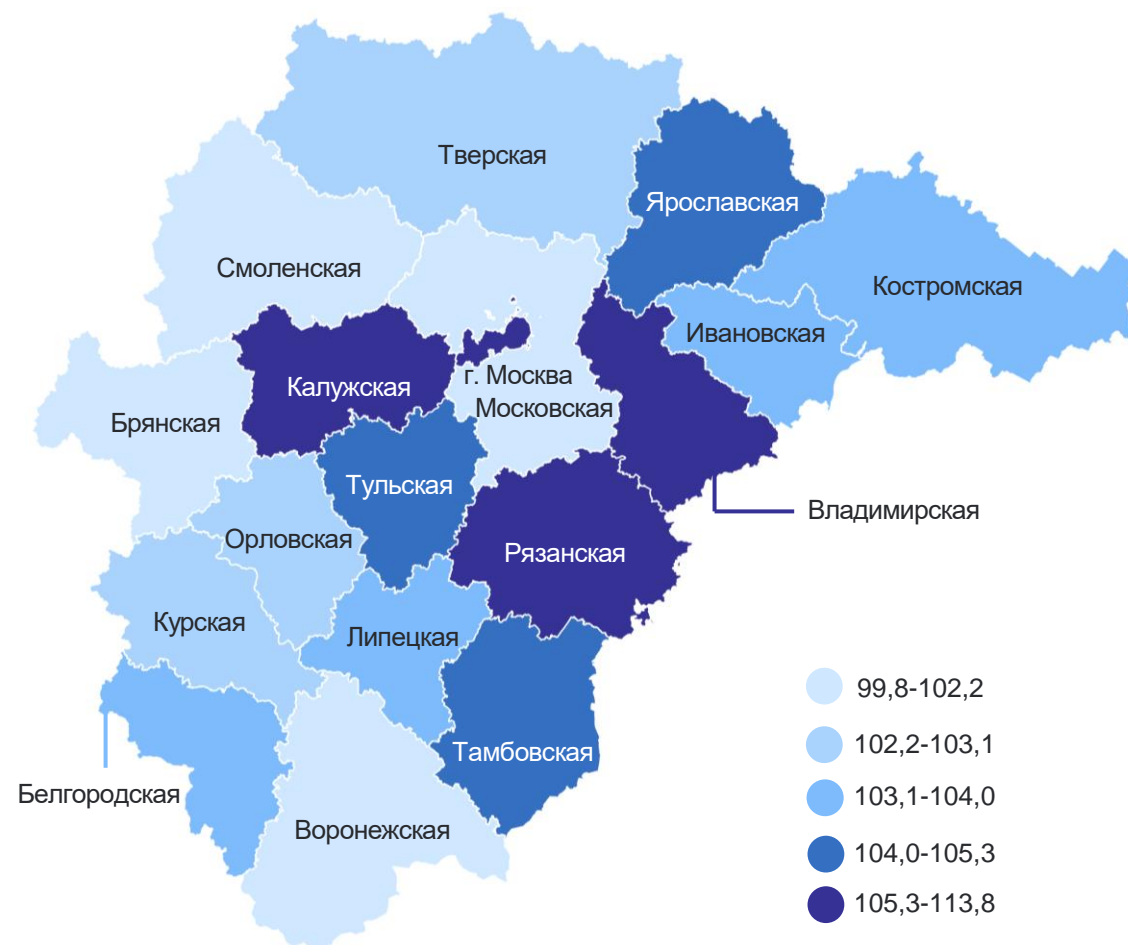 Тверская
Ярославская
Смоленская
Костромская
Ивановская
Калужская
г. Москва
Московская
Брянская
Тульская
Владимирская
Орловская
Рязанская
Курская
Липецкая
Тамбовская
Белгородская
Воронежская
99,8-102,2
102,2-103,1
103,1-104,0
104,0-105,3
105,3-113,8